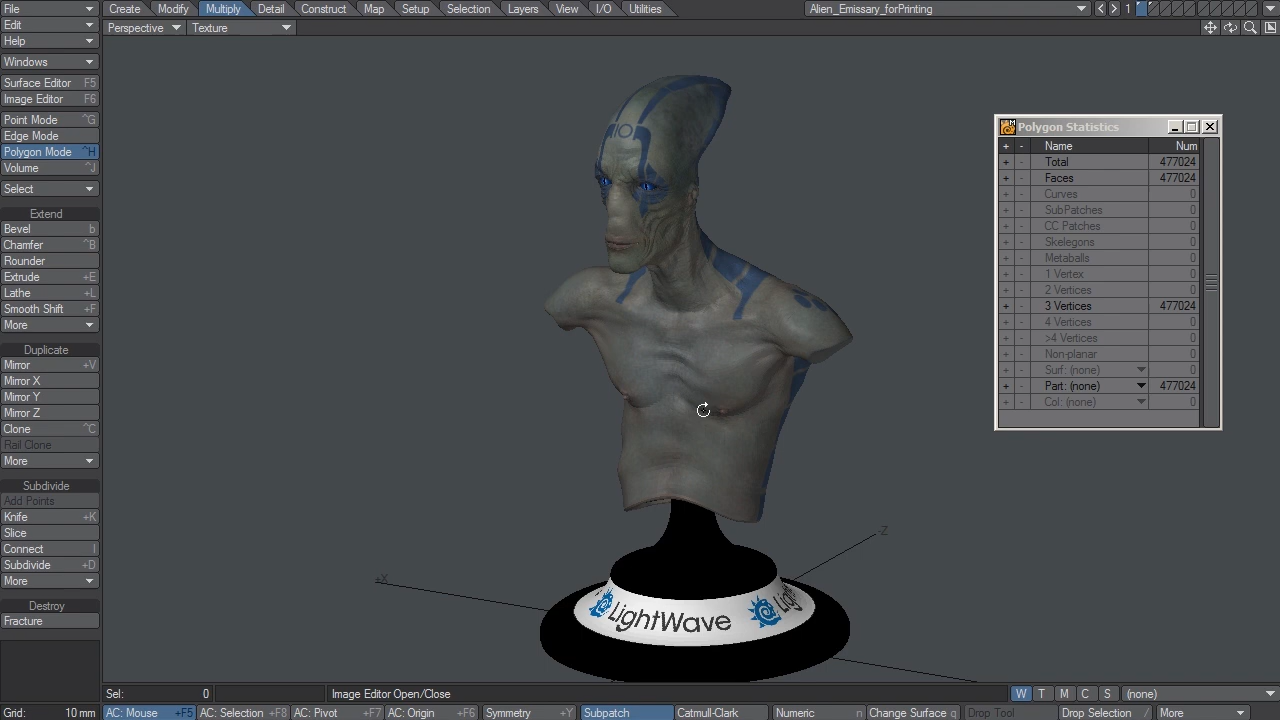 File
Create Modify Multiply Detail Construct Map Setup Selection Layers View I/O Utilities
Alien_Emissary_forPrinting
1
Edit
Perspective Texture
Help
Windows
Surface Editor F5
Image Editor F6
Point Mode ^G
Edge Mode
Polygon Mode ^H
Volume ^J
Select
Extend
Bevel b
Chamfer ^B
Rounder
Extrude +E
Lathe +L
Smooth Shift +F
More
Duplicate
Mirror +V
Mirror X
Mirror Y
Mirror Z
Clone ^C
Rail Clone
More
Subdivide
Add Points
Knife +K
Slice
Connect l
Subdivide +D
More
Destroy
Fracture
Polygon Statistics
+ - Name Num
+ - Total 477024
+ - Faces 477024
+ - Curves 0
+ - SubPatches 0
+ - CC Patches 0
+ - Skelegons 0
+ - Metaballs 0
+ - 1 Vertex 0
+ - 2 Vertices 0
+ - 3 Vertices 477024
+ - 4 Vertices 0
+ - >4 Vertices 0
+ - Non-planar 0
+ - Surf: (none) 0
+ - Part: (none) 477024
+ - Col: (none) 0
-Z
+X
LightWave
Sel: 0 Image Editor Open/Close W T M C S (none)
Grid: 10 mm AC: Mouse +F5 AC: Selection +F8 AC: Pivot +F7 AC: Origin +F6 Symmetry +Y Subpatch Catmull-Clark Numeric n Change Surface q Drop Tool Drop Selection / More